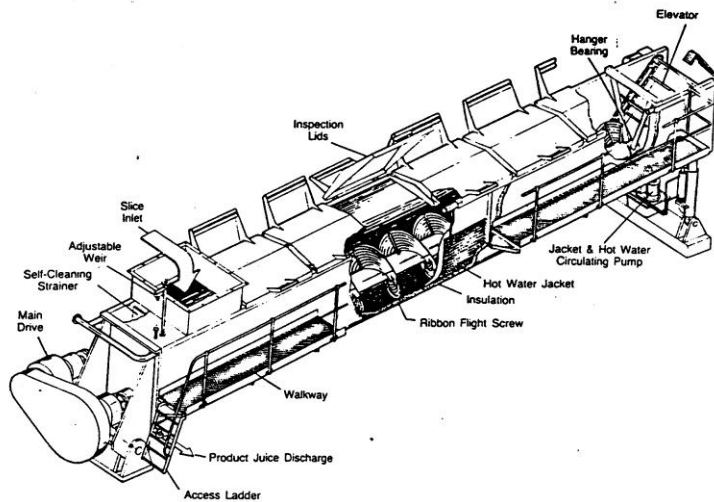 Elevator
Hanger
Bearing
Inspection
Lids
Slice
Inlet
Adjustable
Weir
Self-Cleaning
Strainer
Main
Drive
Jacket & Hot Water
Circulating Pump
Hot Water Jacket
Insulation
Ribbon Flight Screw
Walkway
Product Juice Discharge
Access Ladder